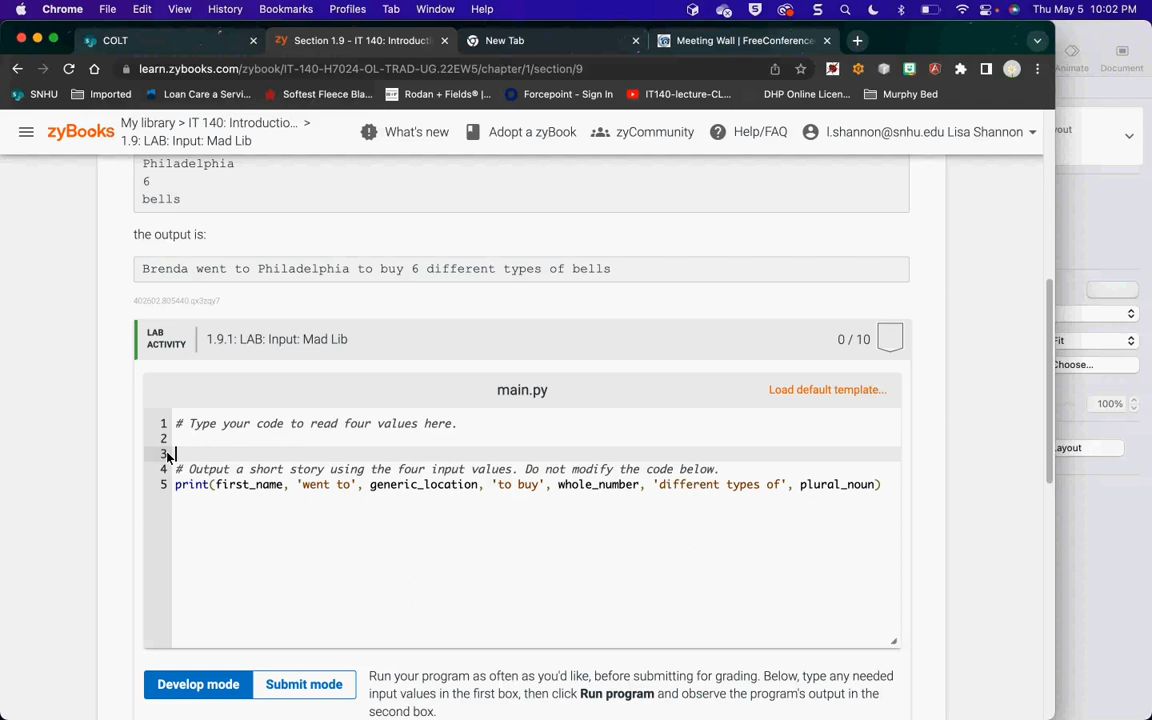 Chrome File Edit View History Bookmarks Profiles Tab Window Help Thu May 5 10:02 PM
COLT Section 1.9 - IT 140: Introducti New Tab Meeting Wall | FreeConference
learn.zybooks.com/zybook/IT-140-H7024-OL-TRAD-UG.22EW5/chapter/1/section/9
Animate Document
SNHU Imported Loan Care a Servi... Softest Fleece Bla... Rodan + Fields®|... Forcepoint - Sign In IT140-lecture-CL... DHP Online Licen... Murphy Bed
zyBooks My library > IT 140: Introductio... >
1.9: LAB: Input: Mad Lib
What's new Adopt a zyBook zyCommunity Help/FAQ l.shannon@snhu.edu Lisa Shannon
yout
Philadelphia
6
bells
the output is:
Brenda went to Philadelphia to buy 6 different types of bells
402602.805440.qx3zqy7
LAB
ACTIVITY
1.9.1: LAB: Input: Mad Lib 0 / 10
Fit
Choose...
100%
ayout
main.py Load default template...
1 # Type your code to read four values here.
2
3
4 # Output a short story using the four input values. Do not modify the code below.
5 print(first_name, 'went to', generic_location, 'to buy', whole_number, 'different types of', plural_noun)
Develop mode Submit mode
Run your program as often as you'd like, before submitting for grading. Below, type any needed
input values in the first box, then click Run program and observe the program's output in the
second box.